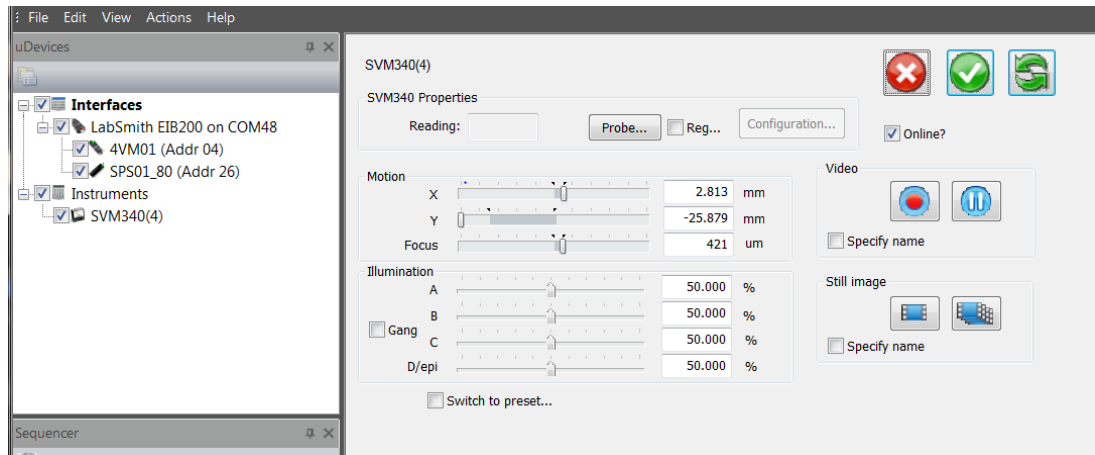 File Edit View Actions Help
uDevices
Interfaces
LabSmith EIB200 on COM48
4VM01 (Addr 04)
SPS01_80 (Addr 26)
Instruments
SVM340(4)
Sequencer
SVM340(4)
SVM340 Properties
Reading: Probe... Reg... Configuration...
Online?
Motion
X 2.813 mm
Y -25.879 mm
Focus 421 um
Illumination
A 50.000 %
B 50.000 %
Gang
C 50.000 %
D/epi 50.000 %
Switch to preset...
Video
Specify name
Still image
Specify name